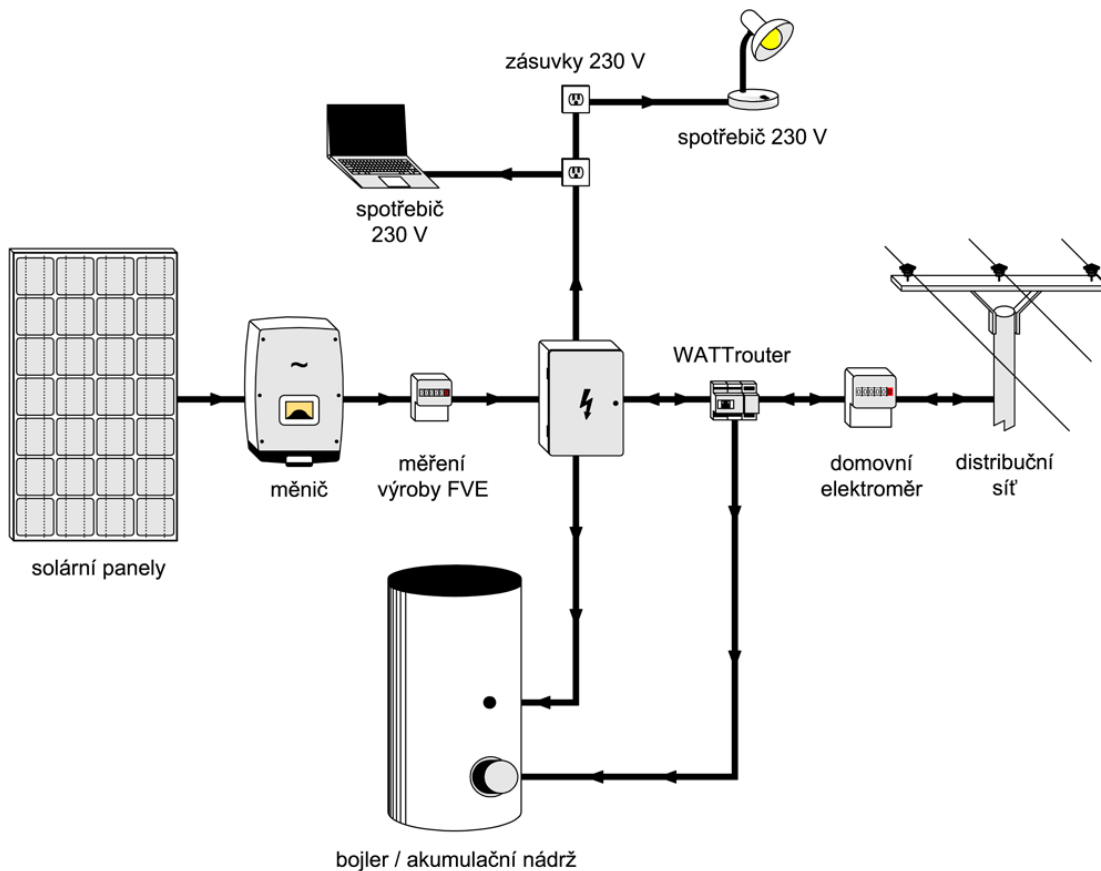 zásuvky 230 V
spotřebič 230 V
spotřebič
230 V
WATTrouter
~
měnič
měření
výroby FVE
domovní
elektroměr
distribuční
síť
solární panely
bojler / akumulační nádrž